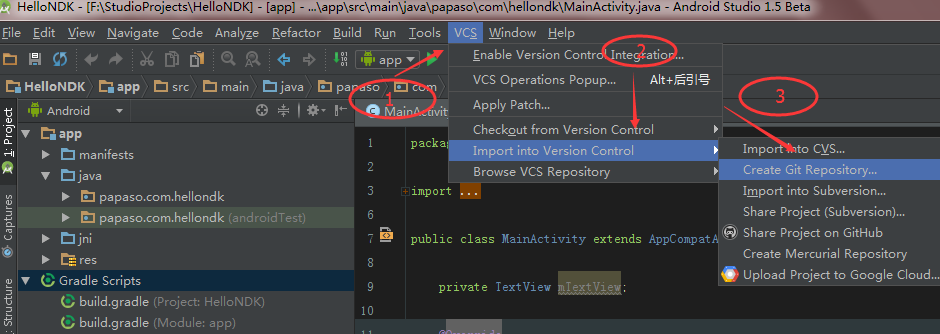 HelloNDK - [F:\StudioProjects\HelloNDK] - [app] - ...\app\src\main\java\papaso\com\hellondk\MainActivity.java - Android Studio 1.5 Beta
File Edit View Navigate Code Analyze Refactor Build Run Tools VCS Window Help
app
HelloNDK app src main java papaso com
Android
MainActivity
1: Project
Captures
Structure
app
manifests
java
papaso.com.hellondk
papaso.com.hellondk (androidTest)
jni
res
Gradle Scripts
build.gradle (Project: HelloNDK)
build.gradle (Module: app)
Enable Version Control Integration...
VCS Operations Popup... Alt+后引号
Apply Patch...
Checkout from Version Control
Import into Version Control
Browse VCS Repository
Import into CVS...
Create Git Repository...
Import into Subversion...
Share Project (Subversion)...
Share Project on GitHub
Create Mercurial Repository
Upload Project to Google Cloud...
1 packag
3 import ...
7 public class MainActivity extends AppCompatA
8
9 private TextView mTextView;
11 @Override
1
2
3